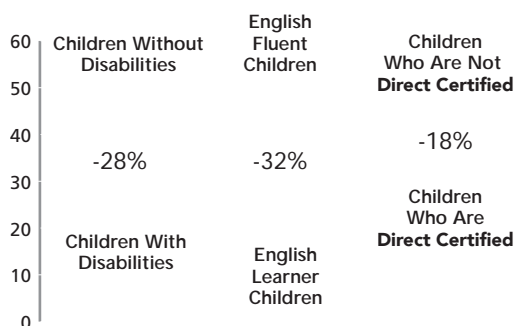 60
50
40
30
20
10
0
Children Without
Disabilities
-28%
Children With
Disabilities
English
Fluent
Children
-32%
English
Learner
Children
Children
Who Are Not
Direct Certified
-18%
Children
Who Are
Direct Certified